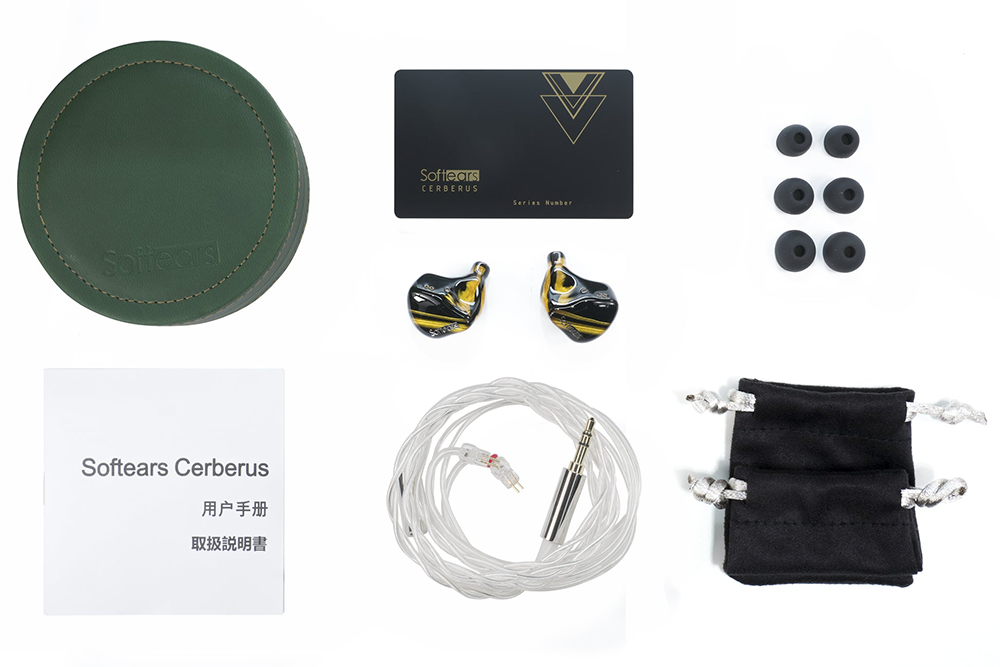 Softears
Softears
CERBERUS
Series Number
Softears Cerberus
用户手册
取扱説明書